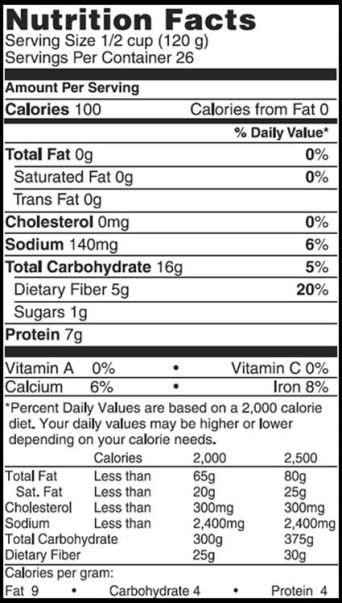 Nutrition Facts
Serving Size 1/2 cup (120 g)
Servings Per Container 26
Amount Per Serving
Calories 100 Calories from Fat 0
% Daily Value*
Total Fat 0g 0%
Saturated Fat 0g 0%
Trans Fat 0g
Cholesterol 0mg 0%
Sodium 140mg 6%
Total Carbohydrate 16g 5%
Dietary Fiber 5g 20%
Sugars 1g
Protein 7g
Vitamin A 0% • Vitamin C 0%
Calcium 6% • Iron 8%
*Percent Daily Values are based on a 2,000 calorie
diet. Your daily values may be higher or lower
depending on your calorie needs.
Calories 2,000 2,500
Total Fat Less than 65g 80g
Sat. Fat Less than 20g 25g
Cholesterol Less than 300mg 300mg
Sodium Less than 2,400mg 2,400mg
Total Carbohydrate 300g 375g
Dietary Fiber 25g 30g
Calories per gram:
Fat 9 • Carbohydrate 4 • Protein 4